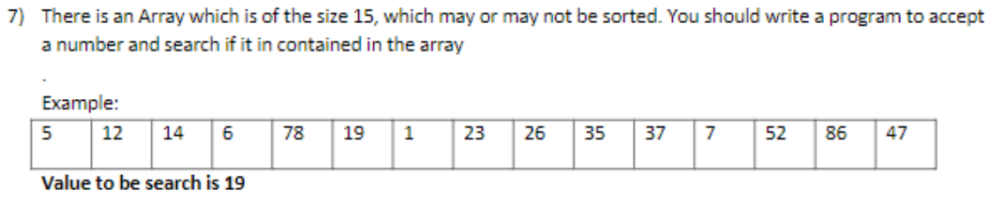 7) There is an Array which is of the size 15, which may or may not be sorted. You should write a program to accept
a number and search if it in contained in the array
.
Example:
5 12 14 6 78 19 1 23 26 35 37 7 52 86 47
Value to be search is 19